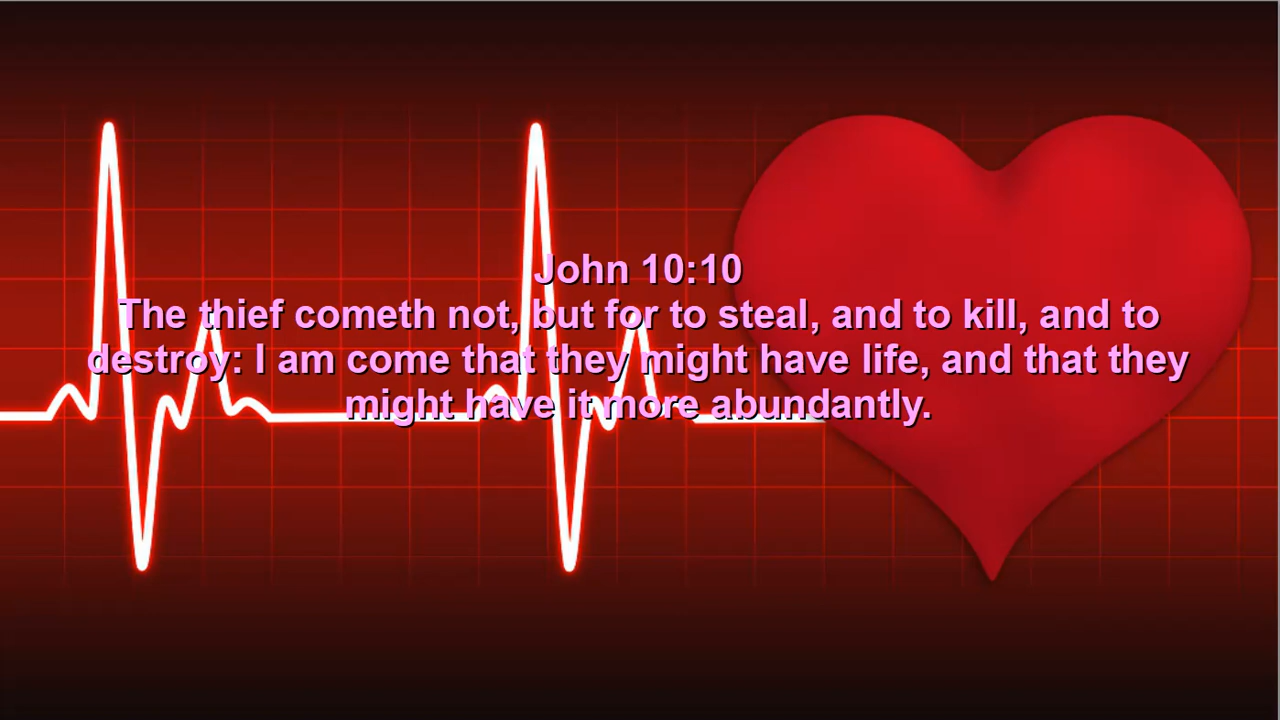 John 10:10
The thief cometh not, but for to steal, and to kill, and to
destroy: I am come that they might have life, and that they
might have it more abundantly.